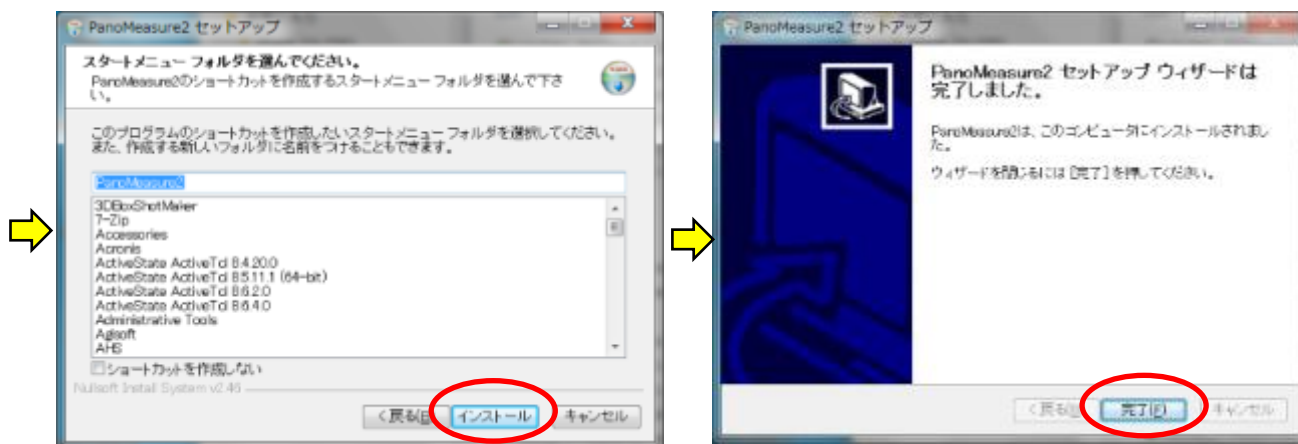 PanoMeasure2 セットアップ
スタートメニュー フォルダを選んでください。
PanoMeasure2のショートカットを作成するスタートメニュー フォルダを選んで下さ
い。
このプログラムのショートカットを作成したいスタートメニュー フォルダを選択してください。
また、作成する新しいフォルダに名前をつけることもできます。
PanoMeasure2
3DBoxShotMaker
7-Zip
Accessories
Acronis
ActiveState ActiveTcl 8.4.20.0
ActiveState ActiveTcl 8.5.11.1 (64-bit)
ActiveState ActiveTcl 8.6.2.0
ActiveState ActiveTcl 8.6.4.0
Administrative Tools
Agisoft
AHS
ショートカットを作成しない
Nullsoft Install System v2.46
< 戻る(B)
インストール
キャンセル
PanoMeasure2 セットアップ
PanoMeasure2 セットアップ ウィザードは
完了しました。
PanoMeasure2は、このコンピュータにインストールされまし
た。
ウィザードを閉じるには [完了] を押してください。
< 戻る(B)
完了(F)
キャンセル